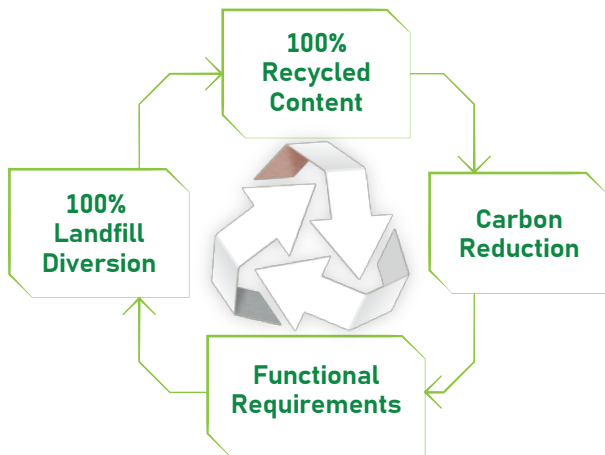 100%
Recycled
Content
Carbon
Reduction
Functional
Requirements
100%
Landfill
Diversion